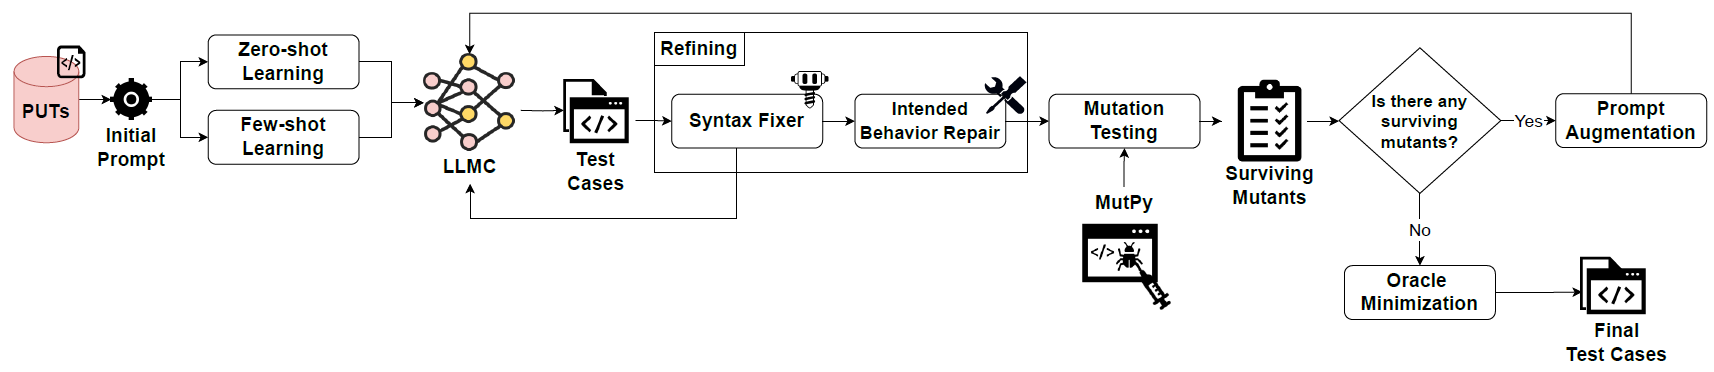 </>
PUTs
Initial
Prompt
Zero-shot
Learning
Few-shot
Learning
LLMC
</>
Test
Cases
Refining
Syntax Fixer
Intended
Behavior Repair
Mutation
Testing
MutPy
</>
Surviving
Mutants
Is there any
surviving
mutants?
Yes
Prompt
Augmentation
No
Oracle
Minimization
</>
Final
Test Cases